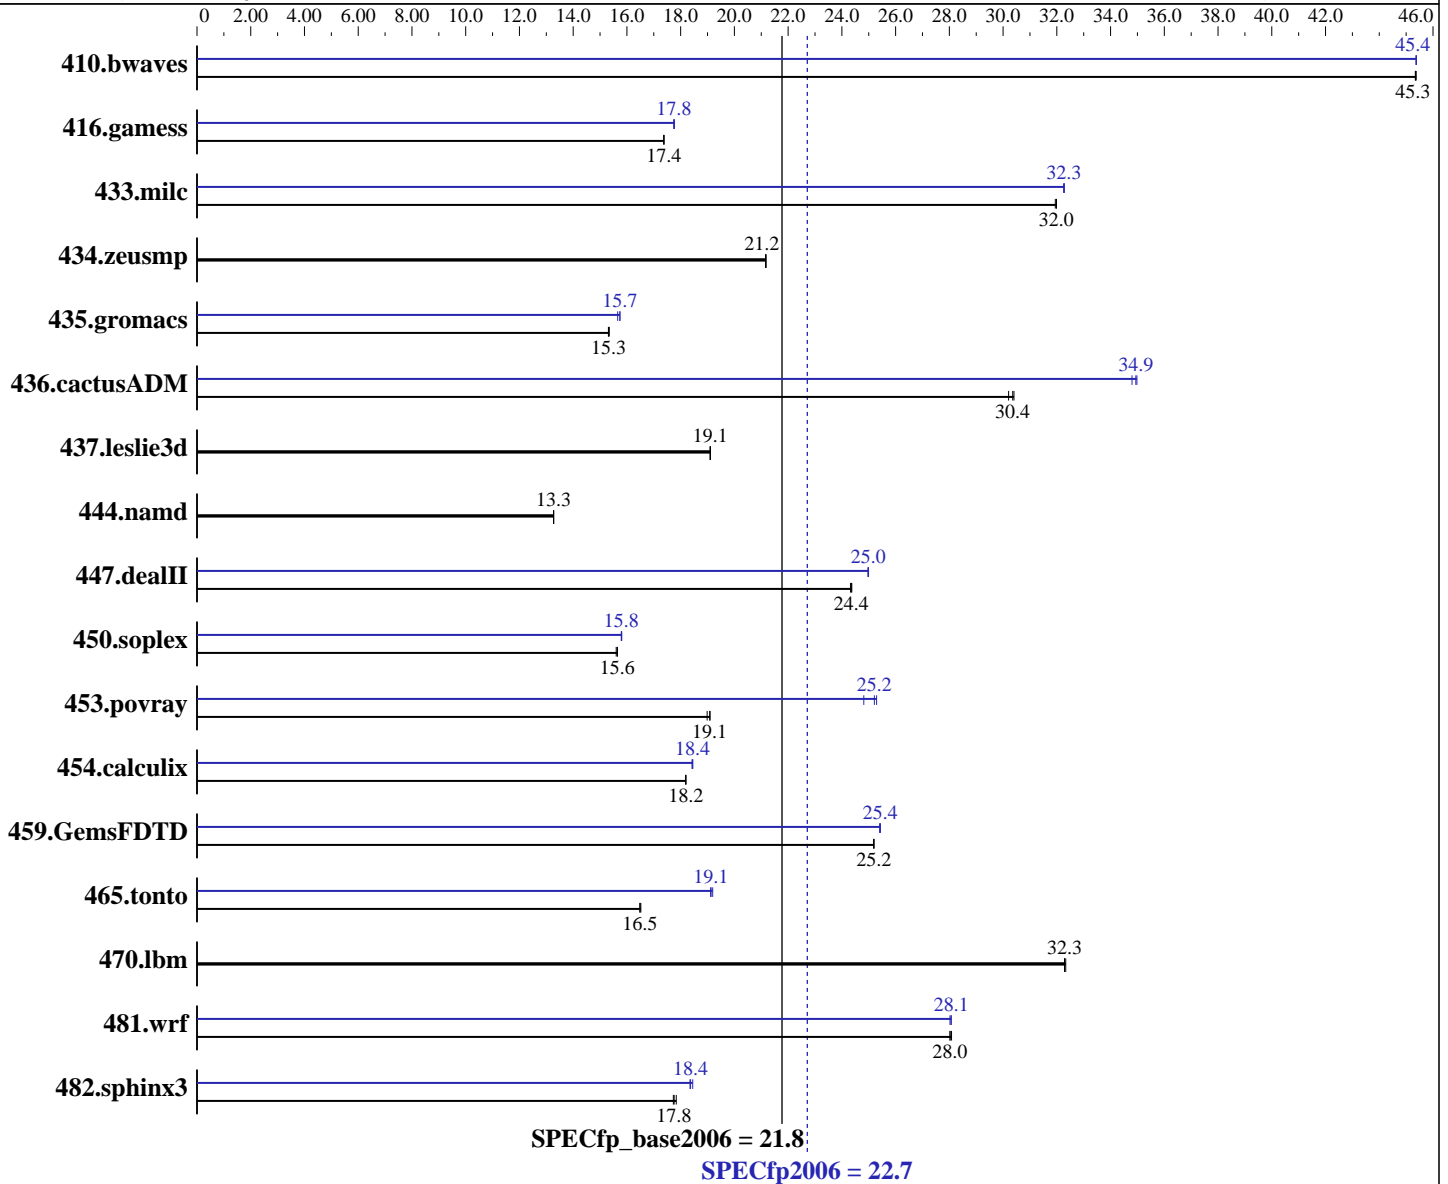 0 2.00 4.00 6.00 8.00 10.0 12.0 14.0 16.0 18.0 20.0 22.0 24.0 26.0 28.0 30.0 32.0 34.0 36.0 38.0 40.0 42.0 46.0
45.4
410.bwaves
45.3
17.8
416.gamess
17.4
32.3
433.milc
32.0
21.2
434.zeusmp
15.7
435.gromacs
15.3
34.9
436.cactusADM
30.4
19.1
437.leslie3d
13.3
444.namd
25.0
447.dealII
24.4
15.8
450.soplex
15.6
25.2
453.povray
19.1
18.4
454.calculix
18.2
25.4
459.GemsFDTD
25.2
19.1
465.tonto
16.5
32.3
470.lbm
28.1
481.wrf
28.0
18.4
482.sphinx3
17.8
SPECfp_base2006 = 21.8
SPECfp2006 = 22.7